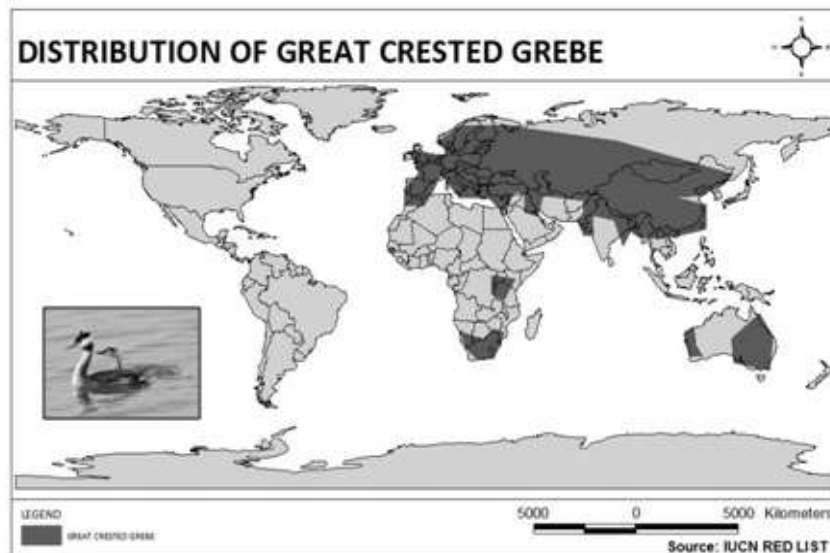 DISTRIBUTION OF GREAT CRESTED GREBE
LEGEND
GREAT CRESTED GREBE
5000 0 5000 Kilometers
Source: IUCN RED LIST